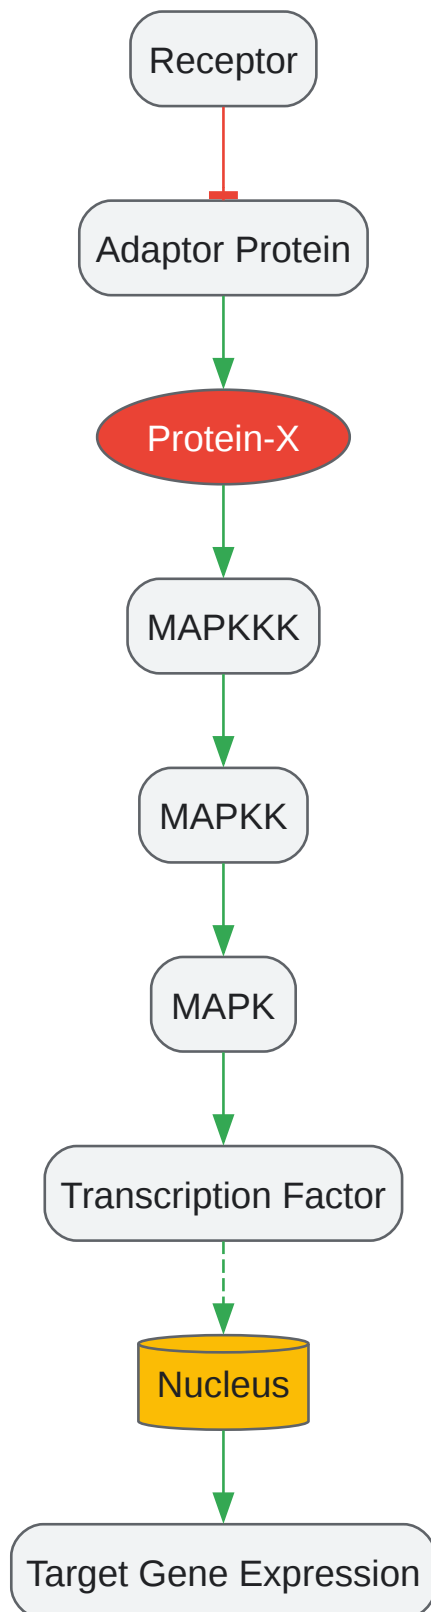 Receptor
Adaptor Protein
Protein-X
MAPKKK
MAPKK
MAPK
Transcription Factor
Nucleus
Target Gene Expression